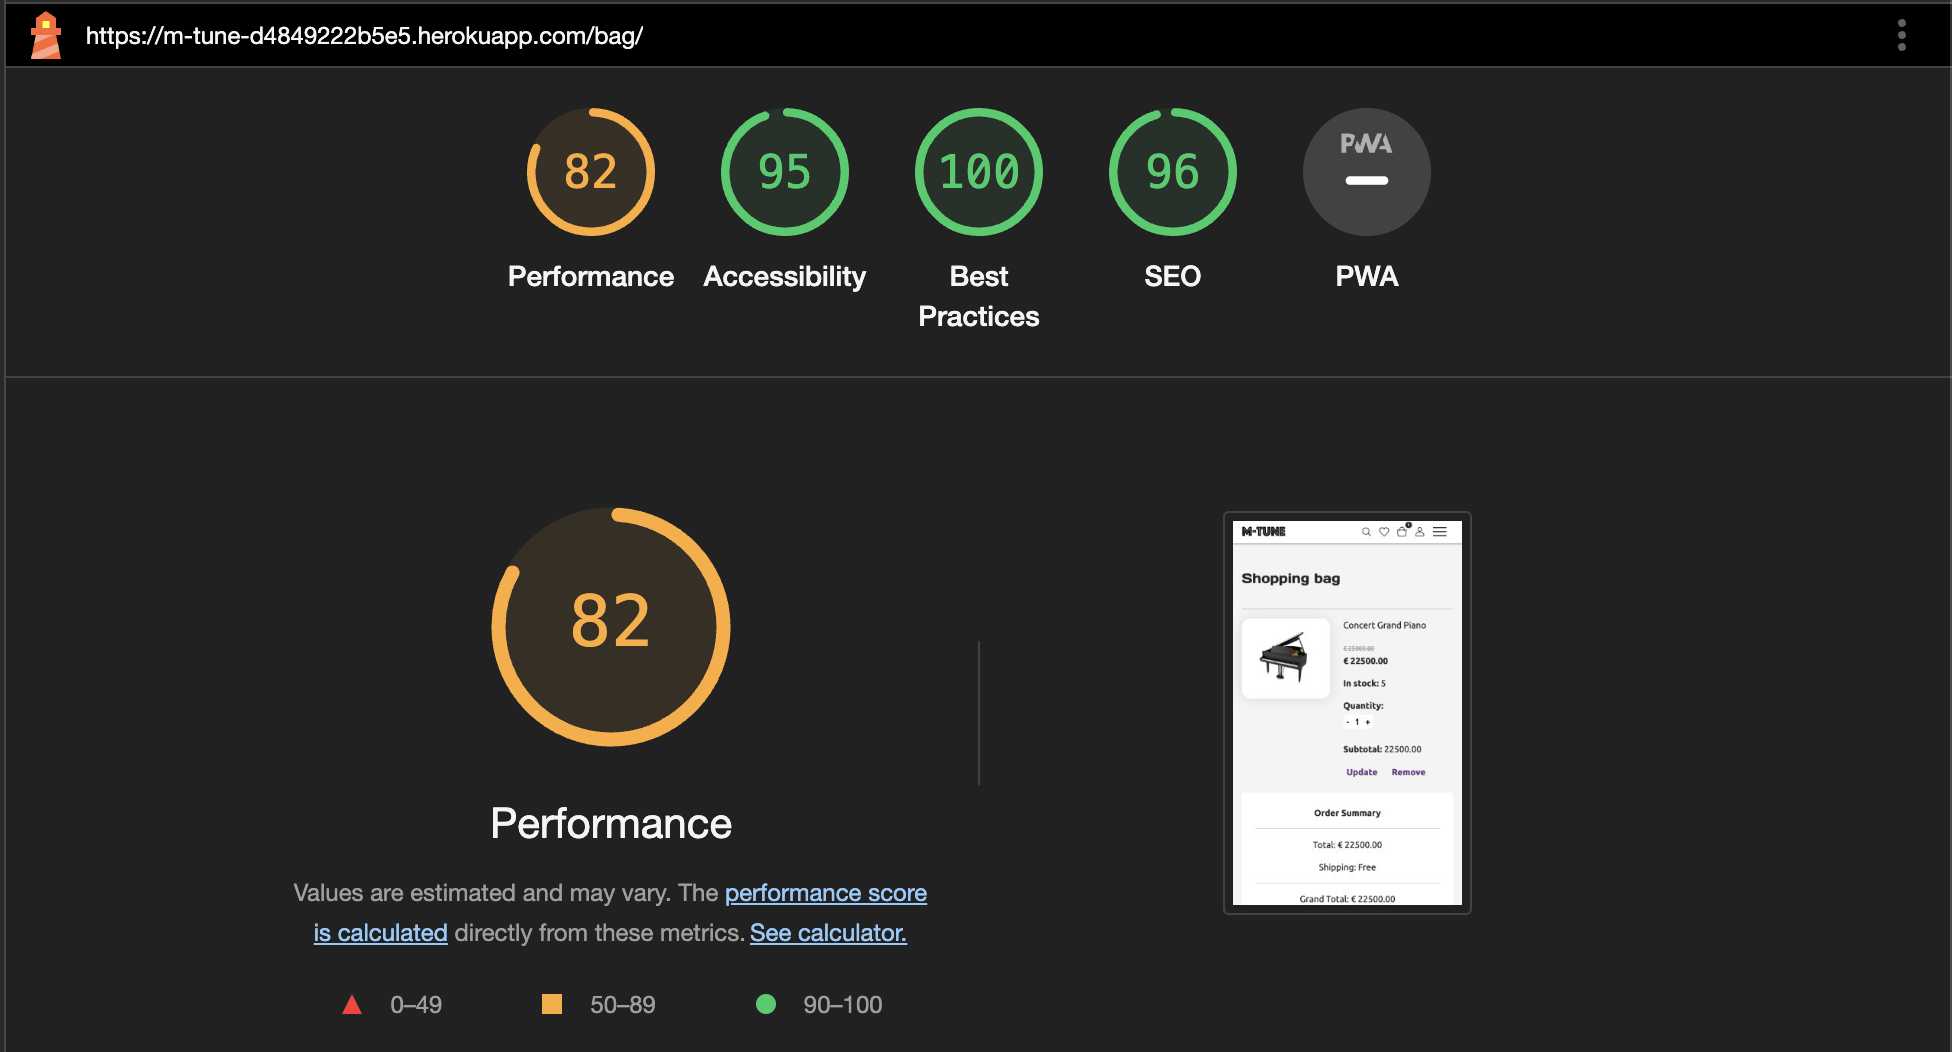 https://m-tune-d4849222b5e5.herokuapp.com/bag/
82
95
100
96
PWA
Performance
Accessibility
Best
Practices
SEO
PWA
82
Performance
Values are estimated and may vary. The performance score
is calculated directly from these metrics. See calculator.
0–49
50–89
90–100
M-TUNE
Shopping bag
Concert Grand Piano
€ 25000.00
€ 22500.00
In stock: 5
Quantity:
- 1 +
Subtotal: 22500.00
Update Remove
Order Summary
Total: € 22500.00
Shipping: Free
Grand Total: € 22500.00